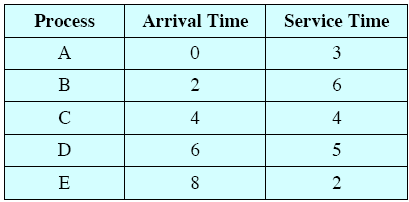 Process Arrival Time Service Time
A 0 3
B 2 6
C 4 4
D 6 5
E 8 2